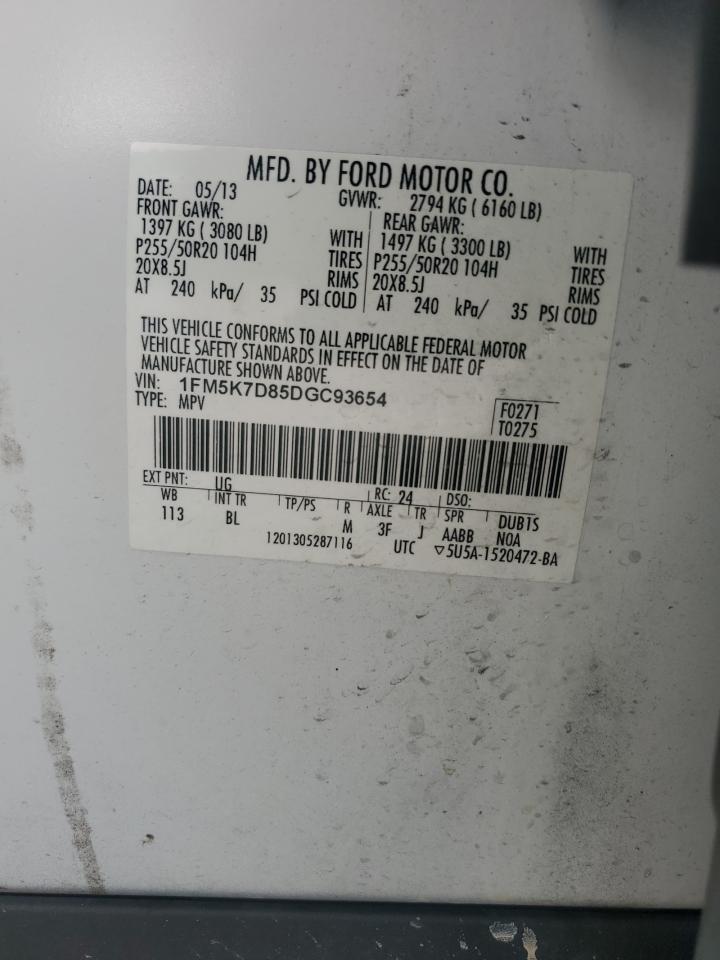 MFD. BY FORD MOTOR CO.
DATE: 05/13 GVWR: 2794 KG ( 6160 LB)
FRONT GAWR: REAR GAWR:
1397 KG ( 3080 LB) WITH 1497 KG ( 3300 LB) WITH
P255/50R20 104H TIRES P255/50R20 104H TIRES
20X8.5J RIMS 20X8.5J RIMS
AT 240 kPa/ 35 PSI COLD AT 240 kPa/ 35 PSI COLD
THIS VEHICLE CONFORMS TO ALL APPLICABLE FEDERAL MOTOR
VEHICLE SAFETY STANDARDS IN EFFECT ON THE DATE OF
MANUFACTURE SHOWN ABOVE.
VIN: 1FM5K7D85DGC93654
TYPE: MPV
F0271
T0275
EXT PNT: UG RC: 24 DSO:
WB INT TR TP/PS R AXLE TR SPR DUB1S
113 BL M 3F J AABB NOA
1201305287116 UTC ▽5U5A-1520472-BA